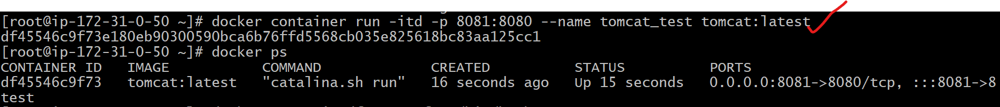 [root@ip-172-31-0-50 ~]# docker container run -itd -p 8081:8080 --name tomcat_test tomcat:latest
df45546c9f73e180eb90300590bca6b76ffd5568cb035e825618bc83aa125cc1
[root@ip-172-31-0-50 ~]# docker ps
CONTAINER ID   IMAGE           COMMAND             CREATED          STATUS          PORTS
df45546c9f73   tomcat:latest   "catalina.sh run"   16 seconds ago   Up 15 seconds   0.0.0.0:8081->8080/tcp, :::8081->8
test